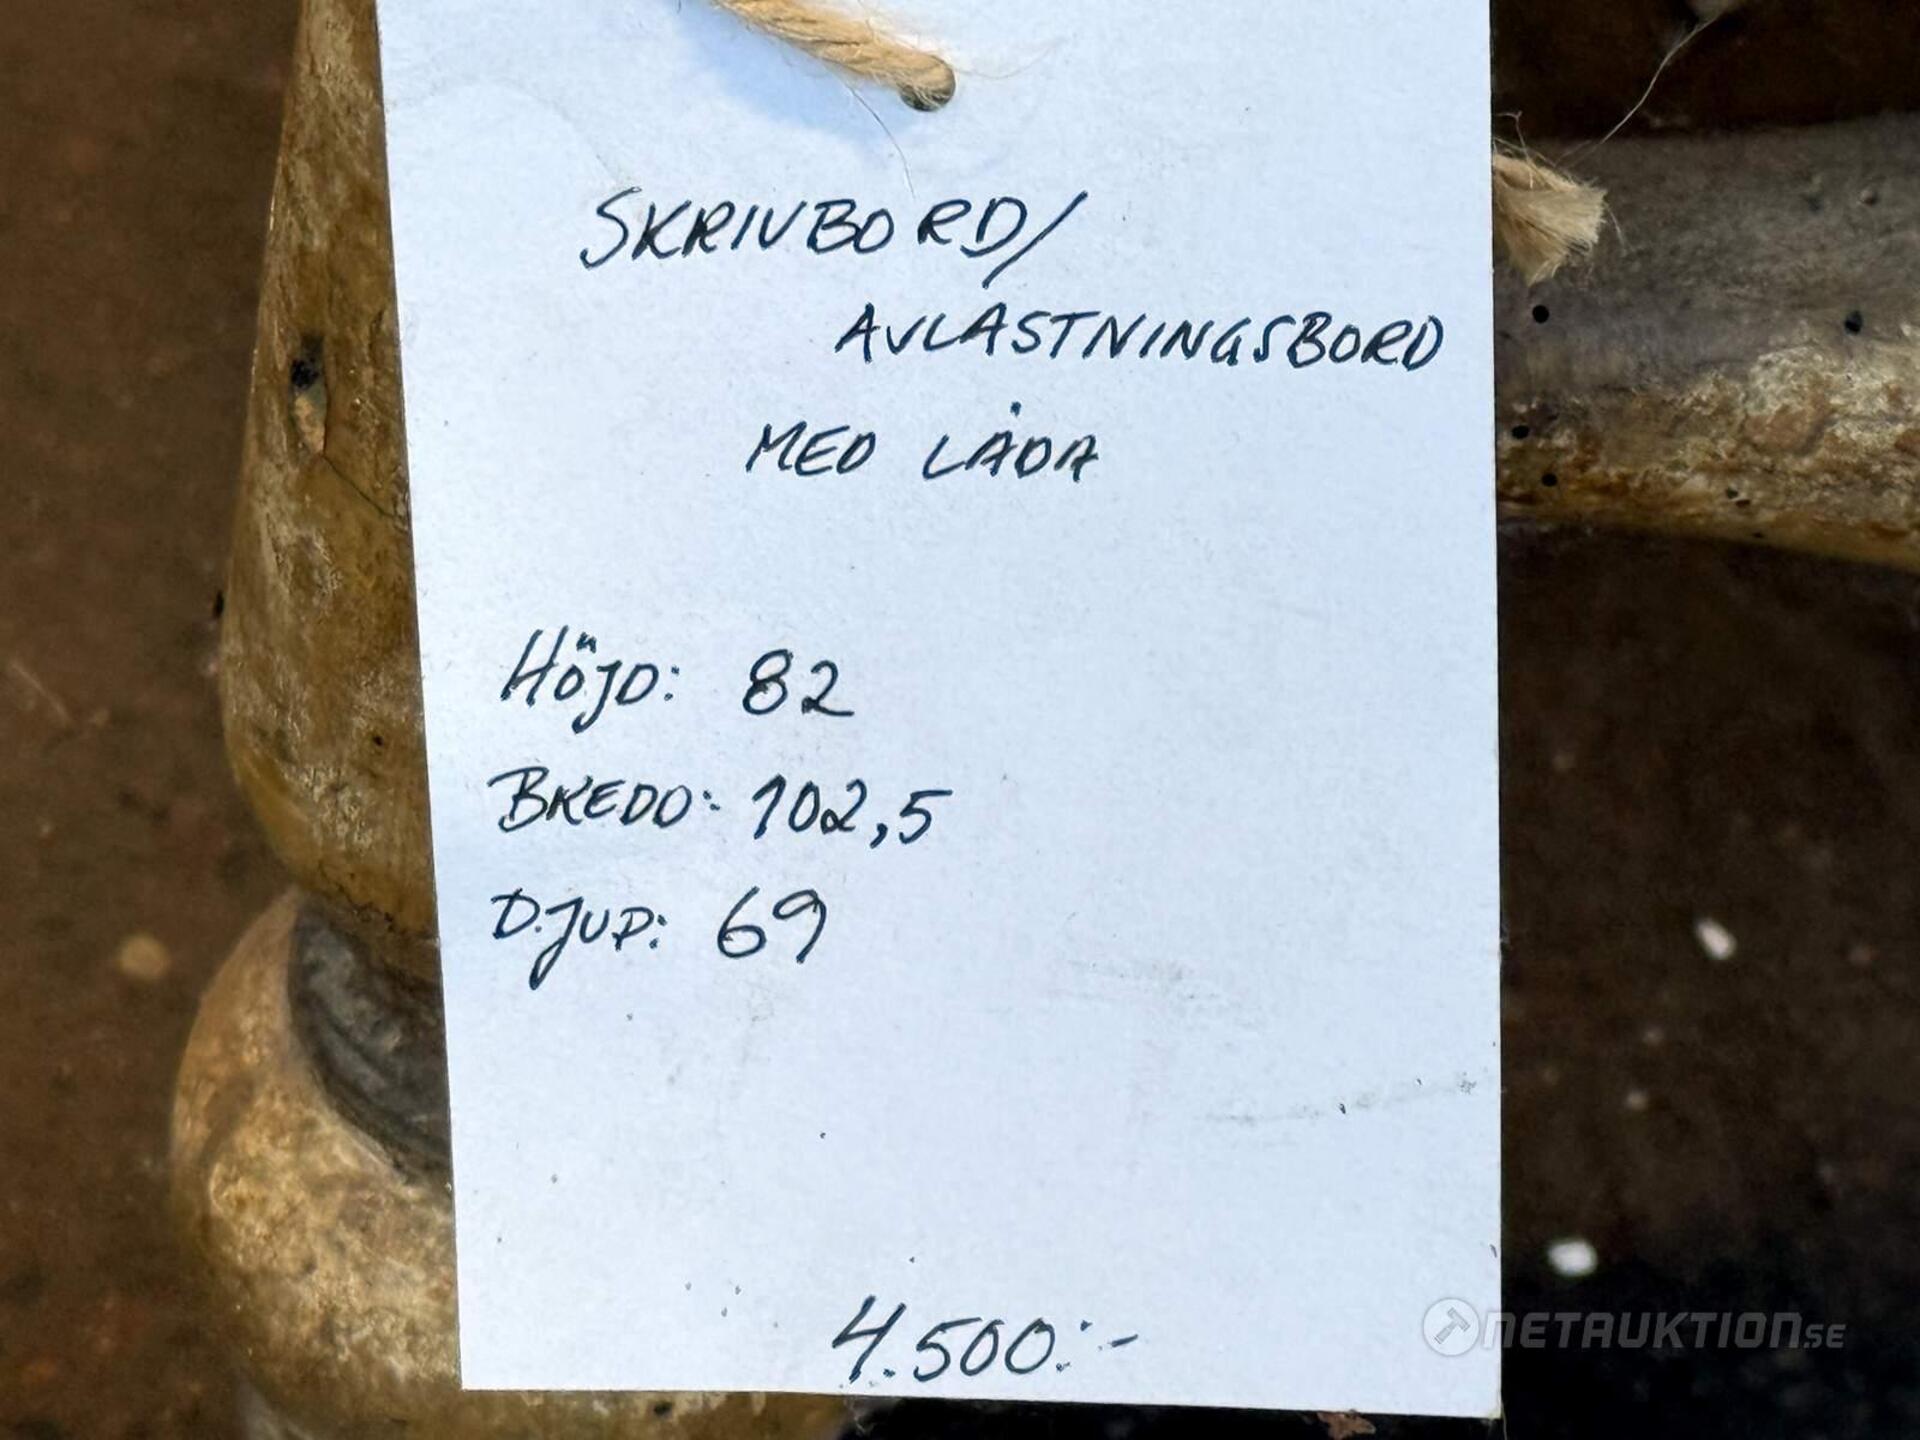 SKRIVBORD/
AVLASTNINGSBORD
MED LÅDA
HÖJD: 82
BREDD: 102,5
DJUP: 69
4.500:-
NETAUKTION.SE